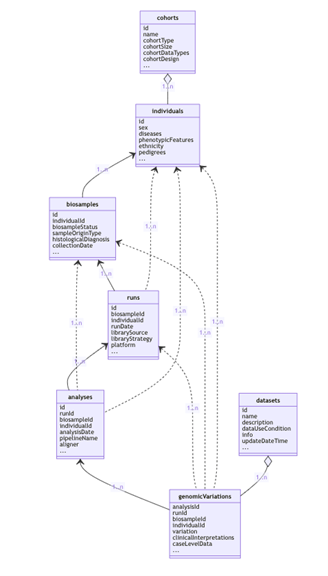 cohorts
id
name
cohortType
cohortSize
cohortDataTypes
cohortDesign
...
1..n
individuals
id
sex
diseases
phenotypicFeatures
ethnicity
pedigrees
...
1..n
1..n
1..n
1..n
biosamples
id
individualId
biosampleStatus
sampleOriginType
histologicalDiagnosis
collectionDate
...
1..n
1..n
1..n
runs
id
biosampleId
individualId
runDate
librarySource
libraryStrategy
platform
...
1..n
1..n
analyses
id
runId
biosampleId
individualId
analysisDate
pipelineName
aligner
...
datasets
id
name
description
dataUseCondition
info
updateDateTime
...
1..n
1..n
genomicVariations
analysisId
runId
biosampleId
individualId
variation
clinicalInterpretations
caseLevelData
...